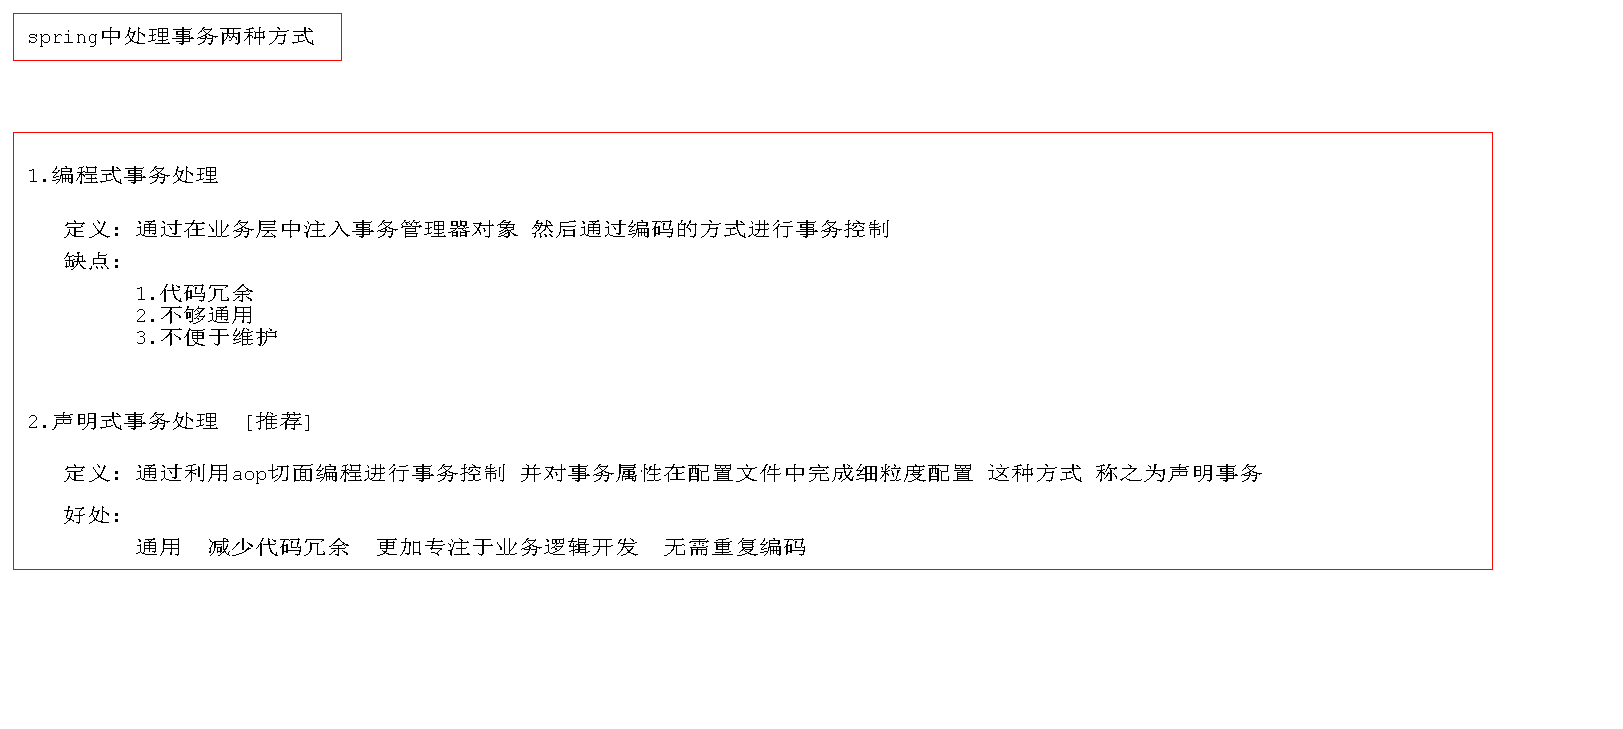 spring中处理事务两种方式
1.编程式事务处理
定义: 通过在业务层中注入事务管理器对象 然后通过编码的方式进行事务控制
缺点:
1.代码冗余
2.不够通用
3.不便于维护
2.声明式事务处理 [推荐]
定义: 通过利用aop切面编程进行事务控制 并对事务属性在配置文件中完成细粒度配置 这种方式 称之为声明事务
好处:
通用 减少代码冗余 更加专注于业务逻辑开发 无需重复编码